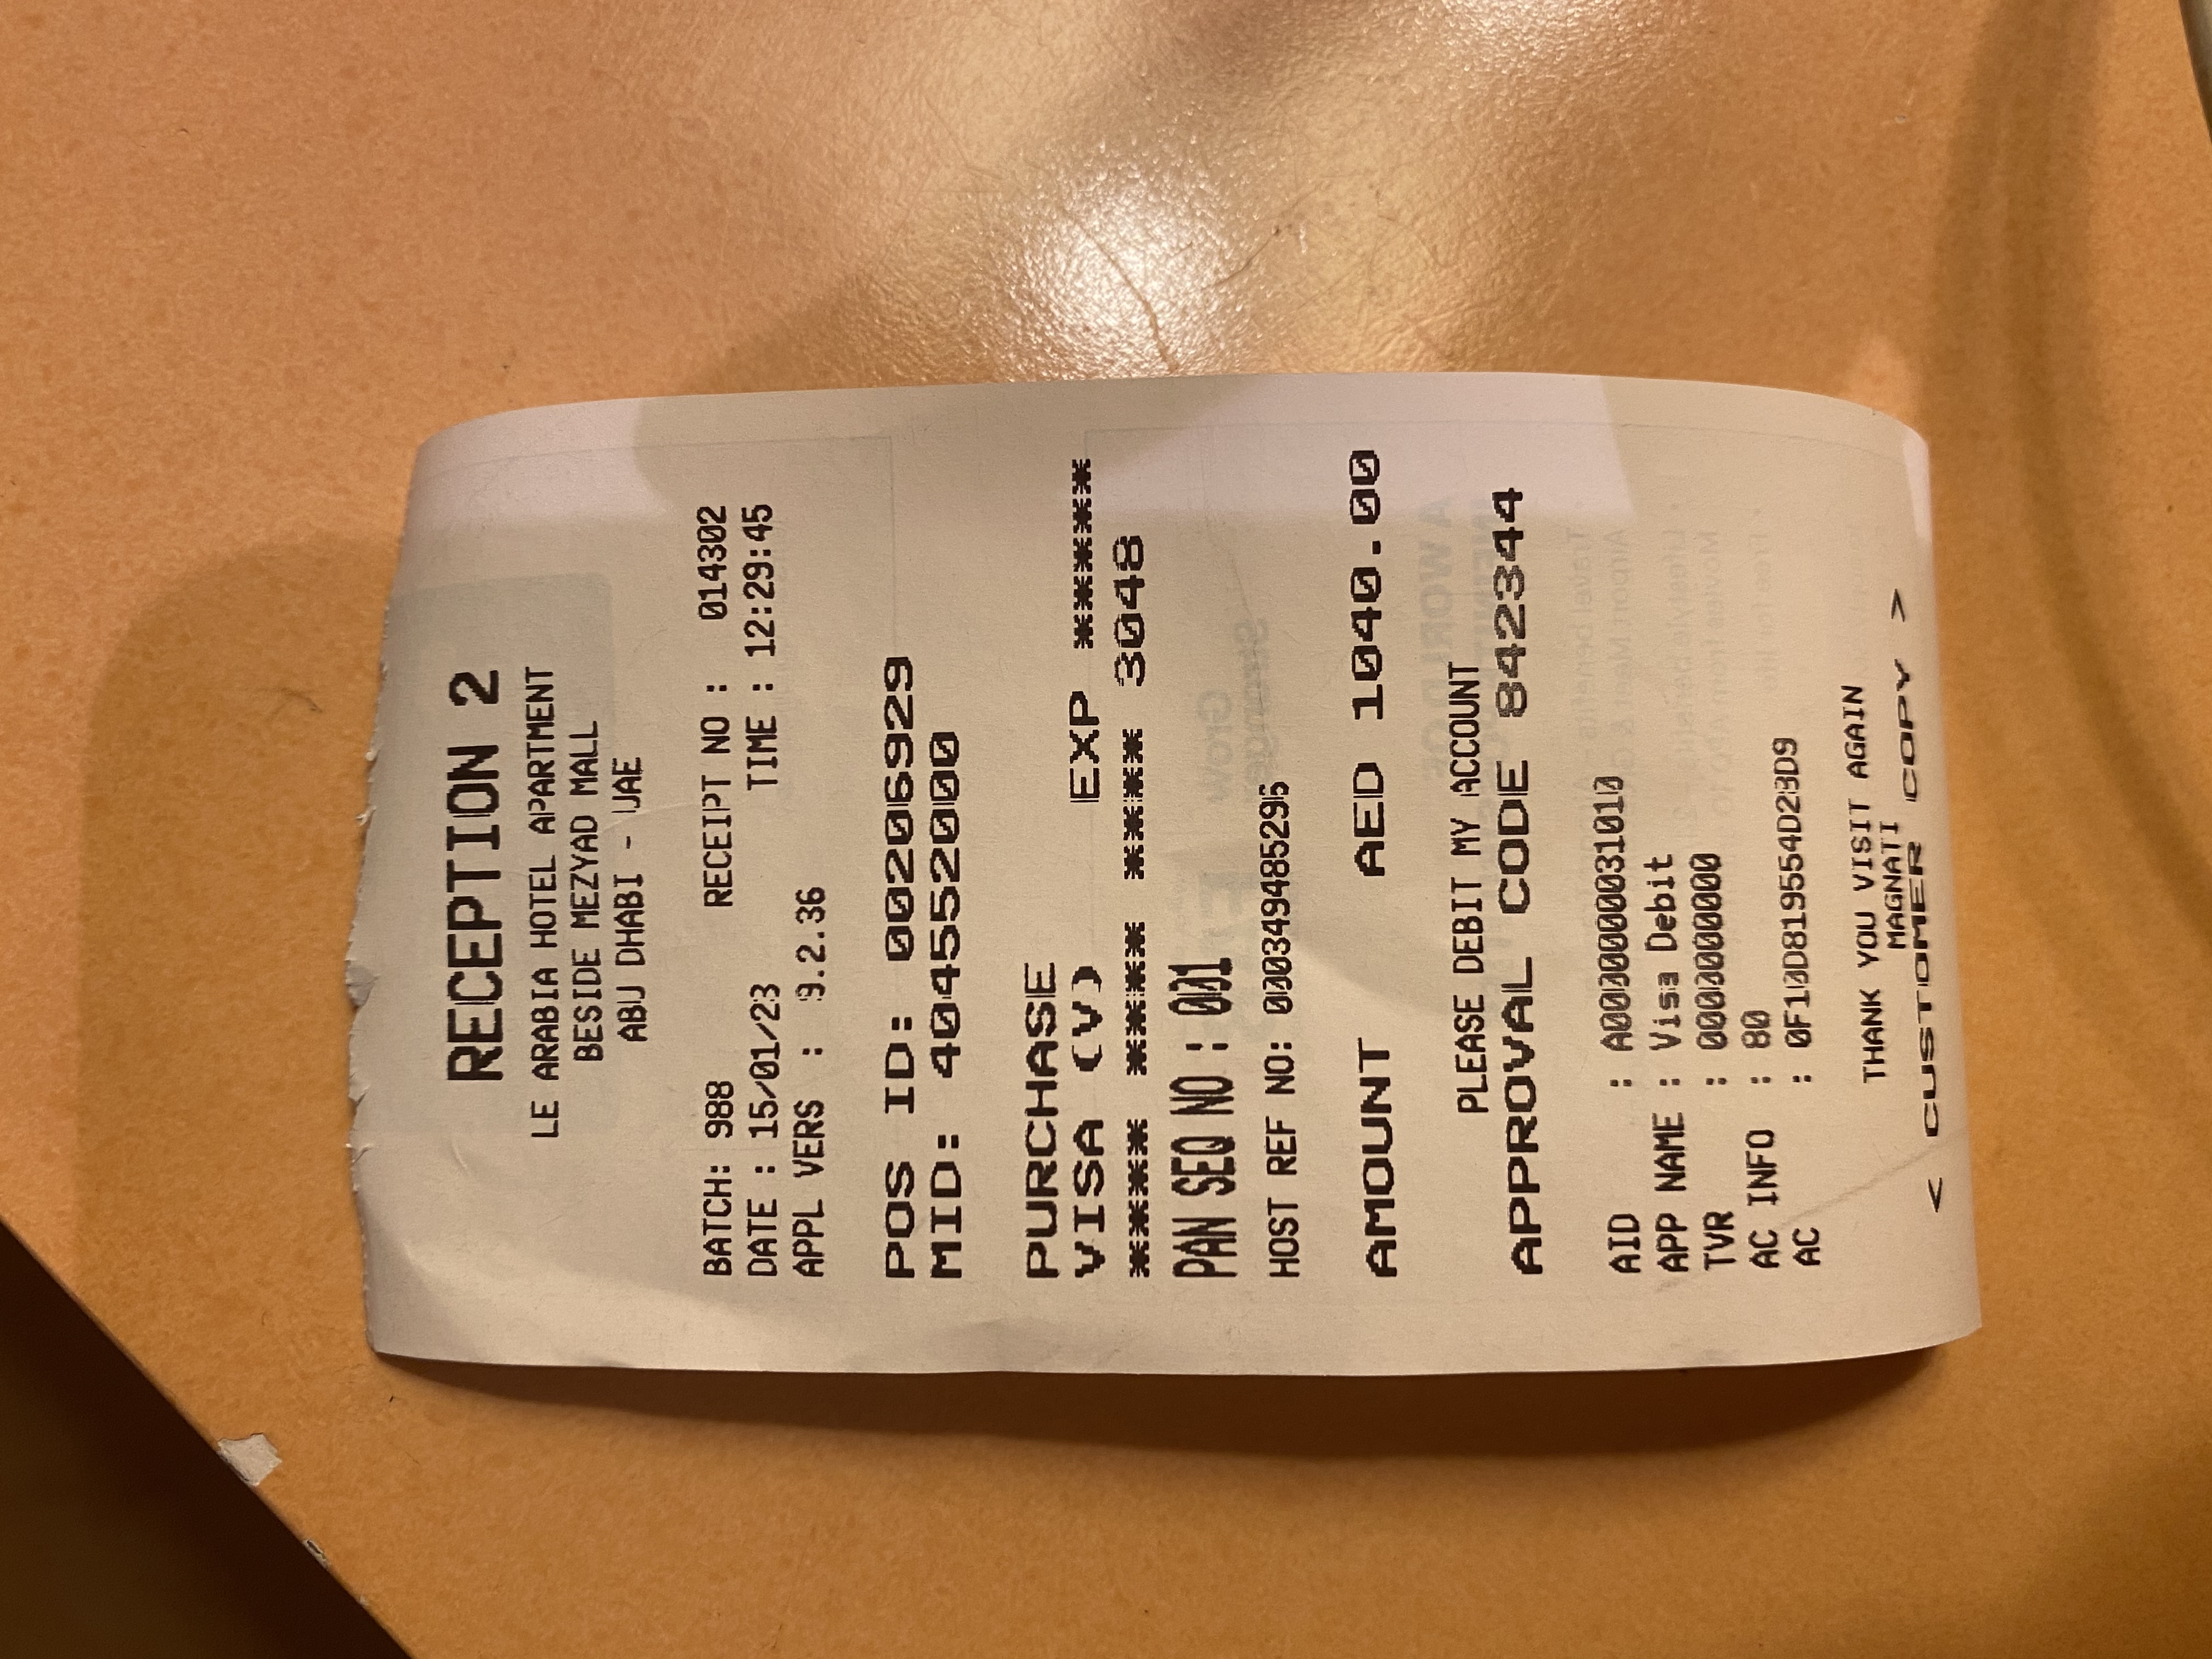 RECEPTION 2
LE ARABIA HOTEL APARTMENT
BESIDE MEZYAD MALL
ABU DHABI - UAE
BATCH: 988 RECEIPT NO : 014302
DATE : 15/01/23 TIME : 12:29:45
APPL VERS : 9.2.36
POS ID: 00206929
MID: 404552000
PURCHASE
VISA (V) EXP ******
**** **** **** 3048
PAN SEQ NO : 001
HOST REF NO: 000349485296
AMOUNT AED 1040.00
PLEASE DEBIT MY ACCOUNT
APPROVAL CODE 842344
AID : A0000000031010
APP NAME : Visa Debit
TVR : 0000000000
AC INFO : 80
AC : 0F10D819554D23D9
THANK YOU VISIT AGAIN
MAGNATI
< CUSTOMER COPY >